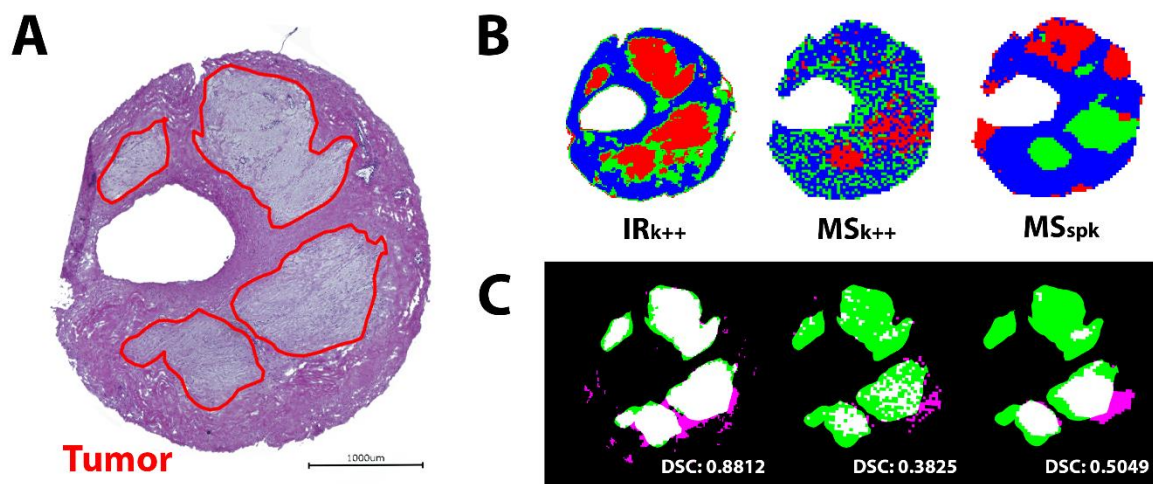 A
Tumor
1000um
B
IRk++
MSk++
MSspk
C
DSC: 0.8812
DSC: 0.3825
DSC: 0.5049